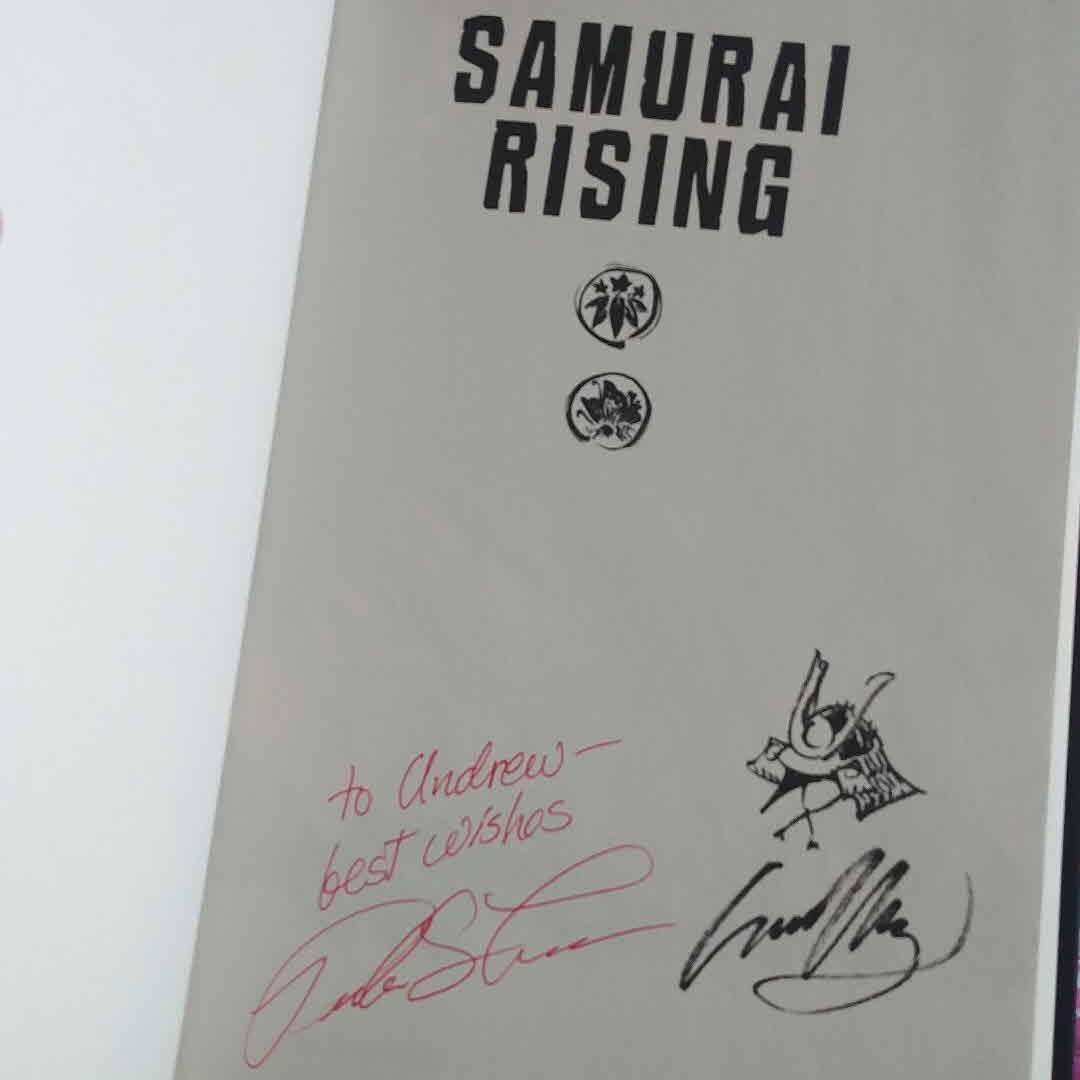 SAMURAI
RISING
to Andrew—
best wishes